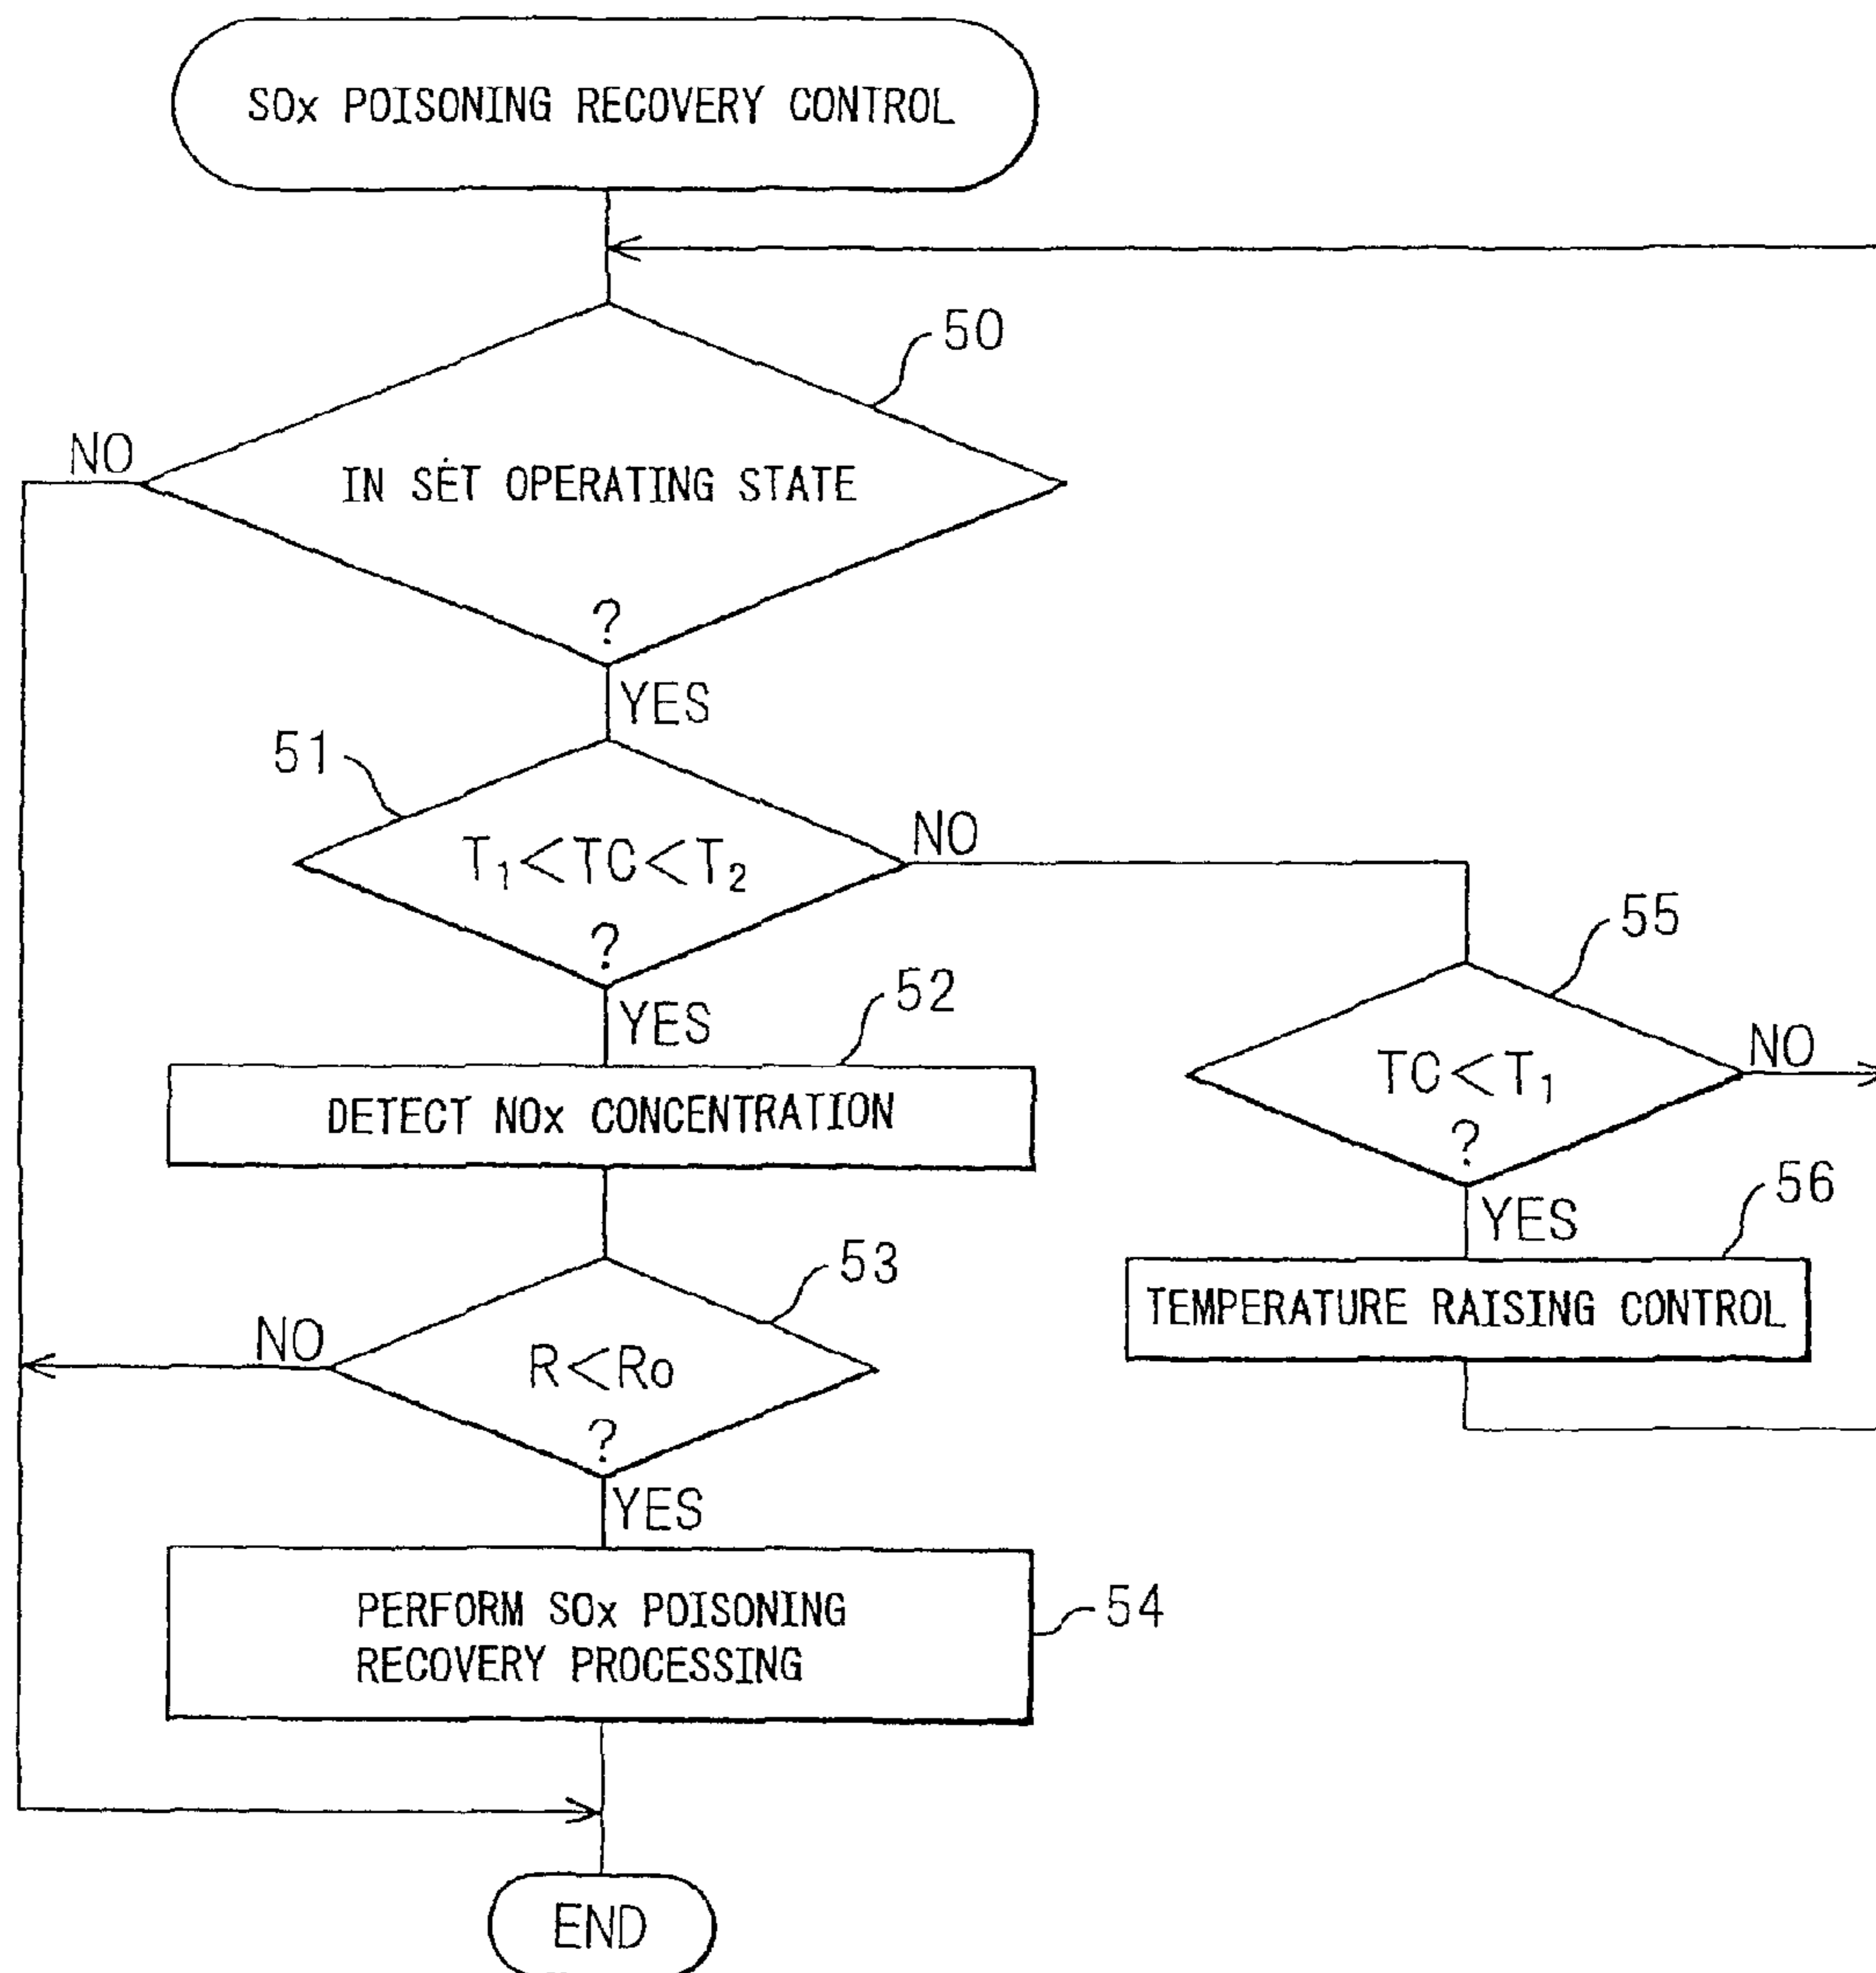 SOx POISONING RECOVERY CONTROL
50
NO
IN SET OPERATING STATE
?
YES
51
T₁<TC<T₂
?
NO
YES
52
55
DETECT NOx CONCENTRATION
TC<T₁
?
NO
YES
56
TEMPERATURE RAISING CONTROL
53
NO
R<Ro
?
YES
PERFORM SOx POISONING
RECOVERY PROCESSING
54
END